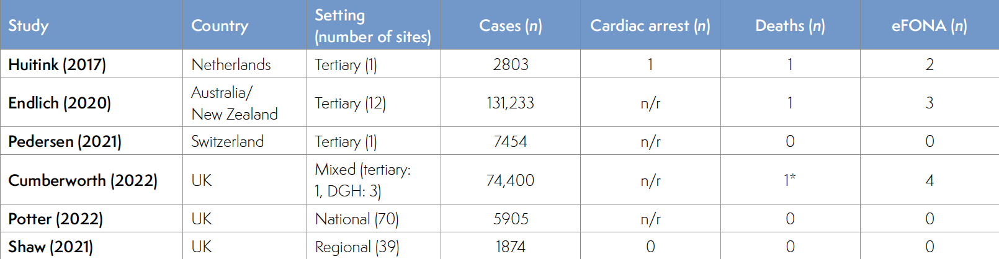 Study Country Setting (number of sites) Cases (n) Cardiac arrest (n) Deaths (n) eFONA (n)
Huitink (2017) Netherlands Tertiary (1) 2803 1 1 2
Endlich (2020) Australia/ New Zealand Tertiary (12) 131,233 n/r 1 3
Pedersen (2021) Switzerland Tertiary (1) 7454 n/r 0 0
Cumberworth (2022) UK Mixed (tertiary: 1, DGH: 3) 74,400 n/r 1* 4
Potter (2022) UK National (70) 5905 n/r 0 0
Shaw (2021) UK Regional (39) 1874 0 0 0